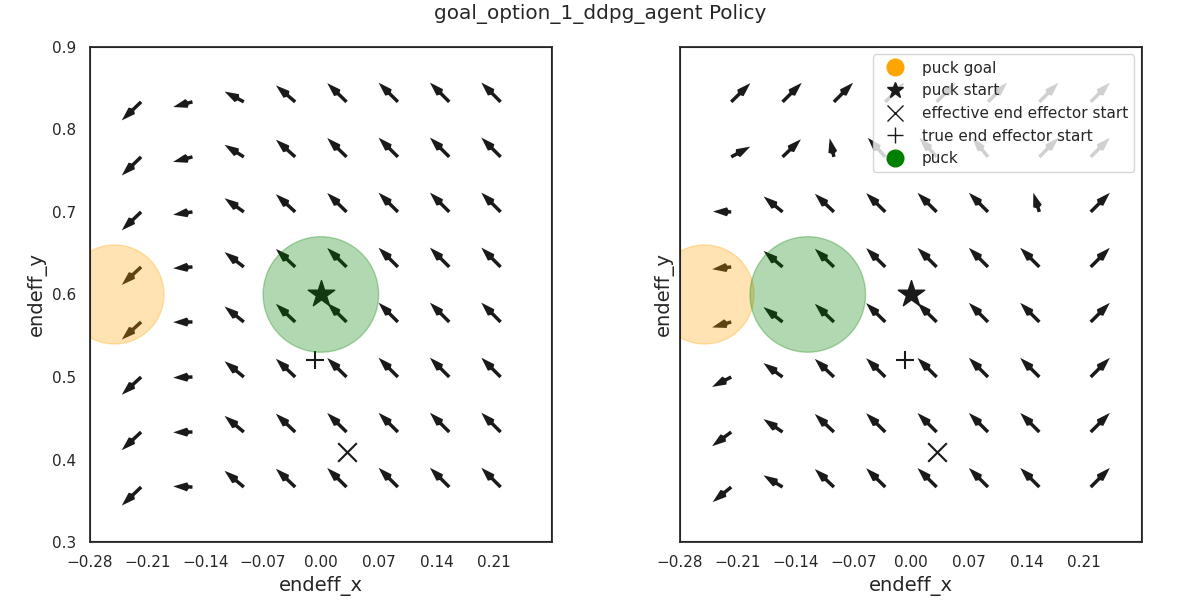 goal_option_1_ddpg_agent Policy
0.9
0.8
0.7
0.6
0.5
0.4
0.3
endeff_y
−0.28 −0.21 −0.14 −0.07 0.00 0.07 0.14 0.21
endeff_x
endeff_y
puck goal
puck start
effective end effector start
true end effector start
puck
−0.28 −0.21 −0.14 −0.07 0.00 0.07 0.14 0.21
endeff_x